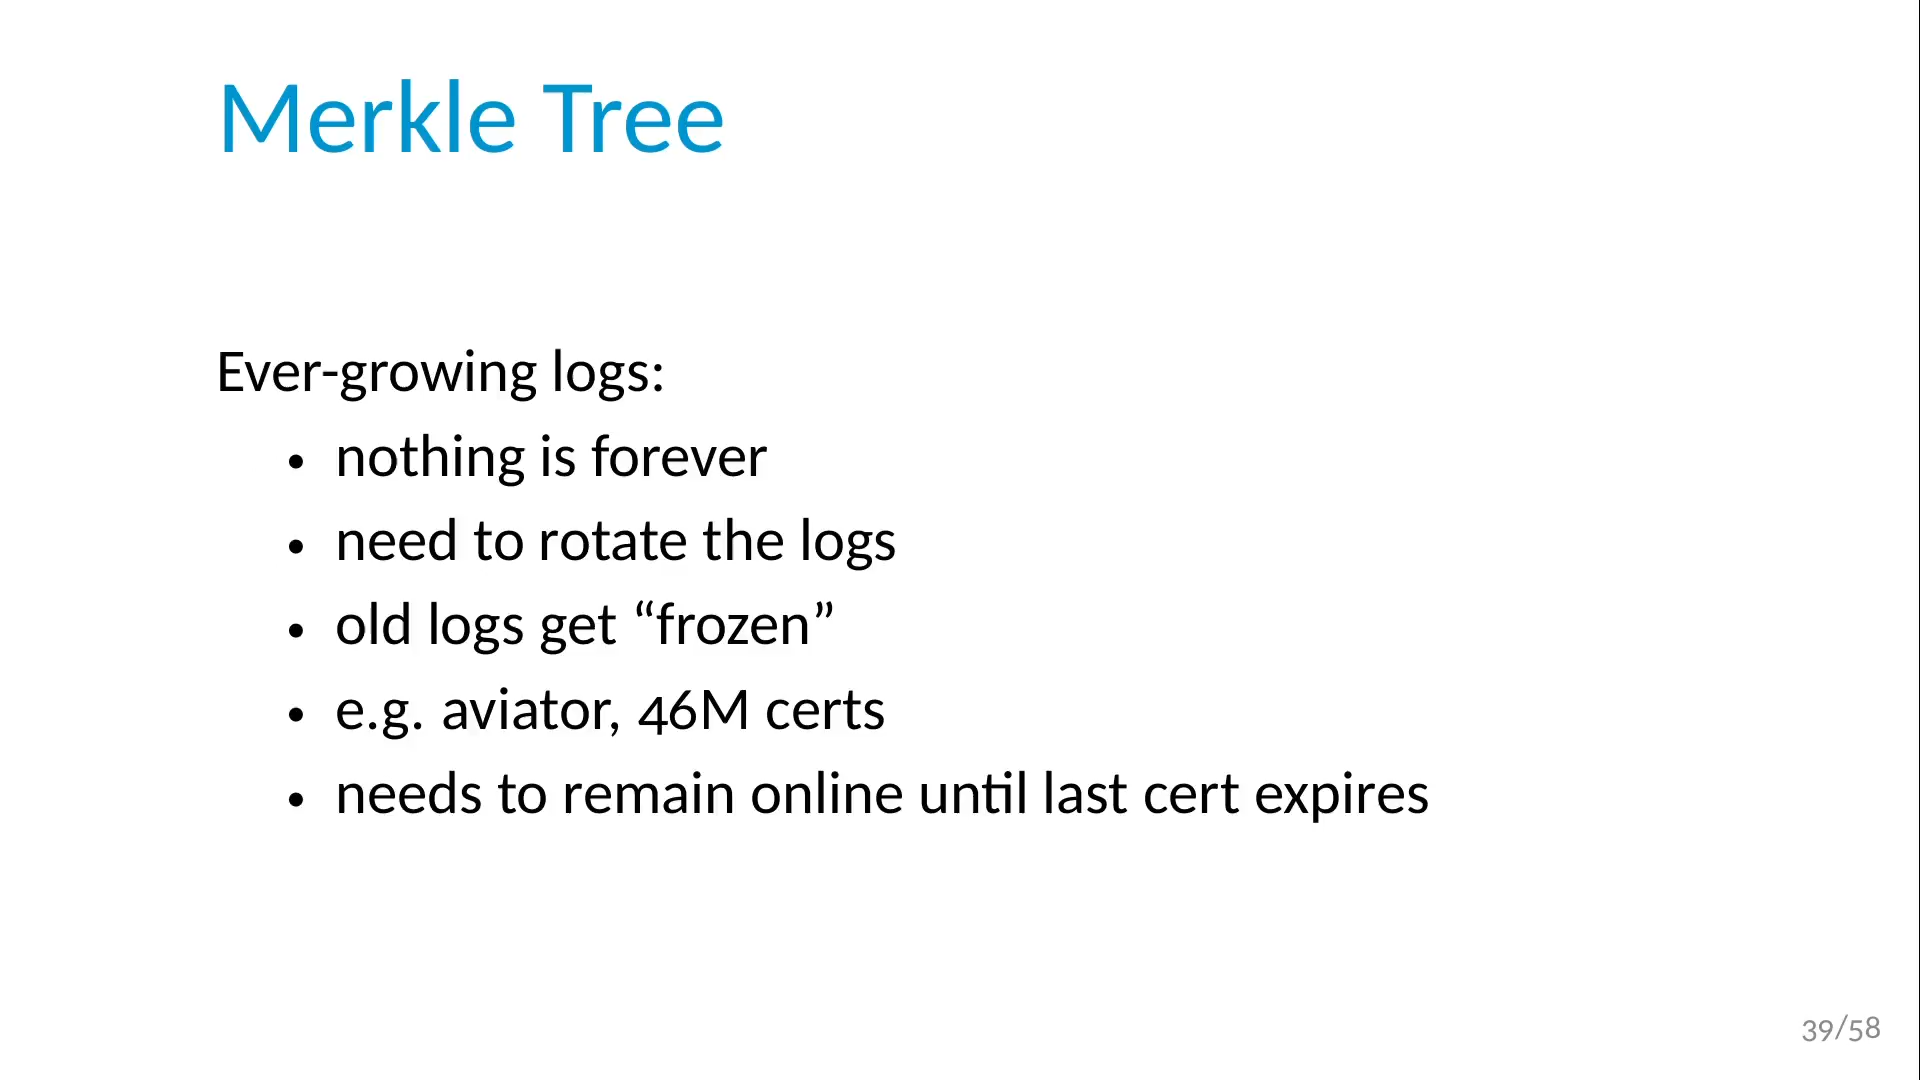 Merkle Tree
Ever-growing logs:
• nothing is forever
• need to rotate the logs
• old logs get “frozen”
• e.g. aviator, 46M certs
• needs to remain online until last cert expires
39/58